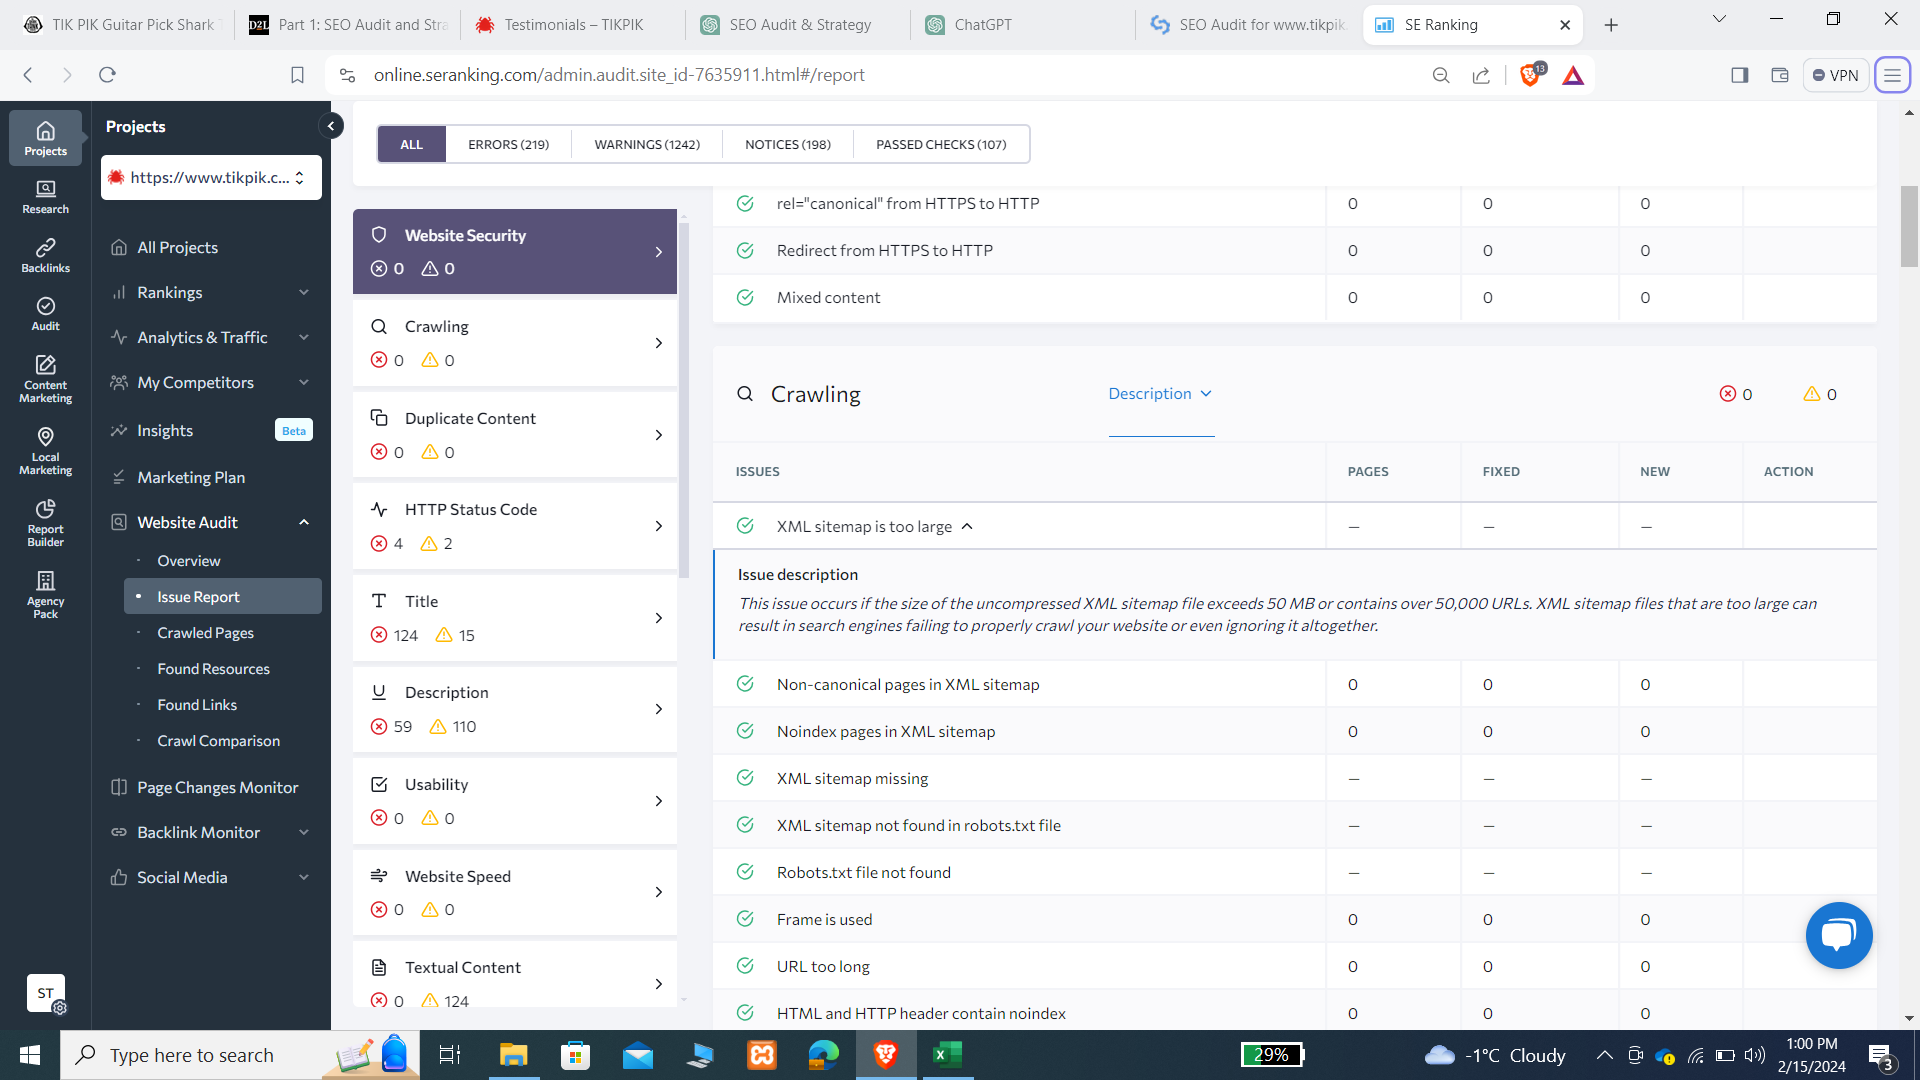 TIK PIK Guitar Pick Shark T
Part 1: SEO Audit and Stra
Testimonials – TIKPIK
SEO Audit & Strategy
ChatGPT
SEO Audit for www.tikpik.
SE Ranking
online.seranking.com/admin.audit.site_id-7635911.html#/report
13
VPN
Projects
Research
Backlinks
Audit
Content
Marketing
Local
Marketing
Report
Builder
Agency
Pack
ST
Projects
https://www.tikpik.c...
All Projects
Rankings
Analytics & Traffic
My Competitors
Insights
Beta
Marketing Plan
Website Audit
Overview
Issue Report
Crawled Pages
Found Resources
Found Links
Crawl Comparison
Page Changes Monitor
Backlink Monitor
Social Media
ALL
ERRORS (219)
WARNINGS (1242)
NOTICES (198)
PASSED CHECKS (107)
Website Security
0 0
Crawling
0 0
Duplicate Content
0 0
HTTP Status Code
4 2
Title
124 15
Description
59 110
Usability
0 0
Website Speed
0 0
Textual Content
0 124
rel="canonical" from HTTPS to HTTP 0 0 0
Redirect from HTTPS to HTTP 0 0 0
Mixed content 0 0 0
Crawling Description 0 0
ISSUES PAGES FIXED NEW ACTION
XML sitemap is too large – – –
Issue description
This issue occurs if the size of the uncompressed XML sitemap file exceeds 50 MB or contains over 50,000 URLs. XML sitemap files that are too large can
result in search engines failing to properly crawl your website or even ignoring it altogether.
Non-canonical pages in XML sitemap 0 0 0
Noindex pages in XML sitemap 0 0 0
XML sitemap missing – – –
XML sitemap not found in robots.txt file – – –
Robots.txt file not found – – –
Frame is used 0 0 0
URL too long 0 0 0
HTML and HTTP header contain noindex 0 0 0
Type here to search
29%
-1°C Cloudy
1:00 PM
2/15/2024
3